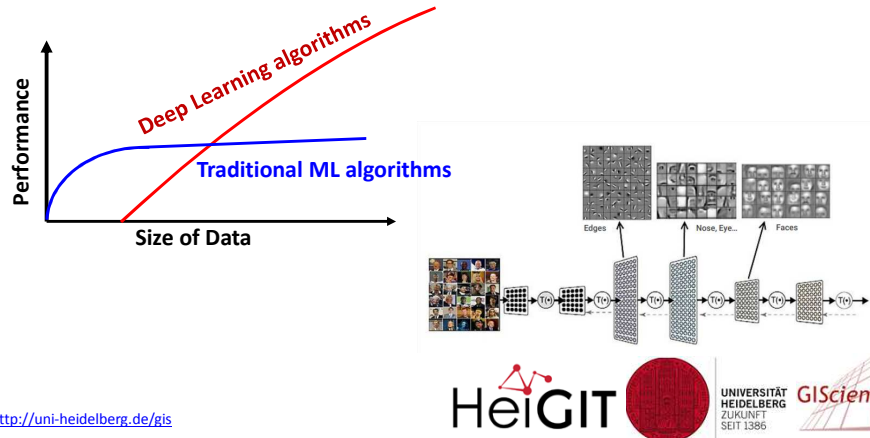 Deep Learning algorithms
Performance
Traditional ML algorithms
Size of Data
Edges
Nose, Eye...
Faces
T(•) T(•) T(•) T(•) T(•) T(•)
HeiGIT
UNIVERSITÄT
HEIDELBERG
ZUKUNFT
SEIT 1386
GIScien
ttp://uni-heidelberg.de/gis